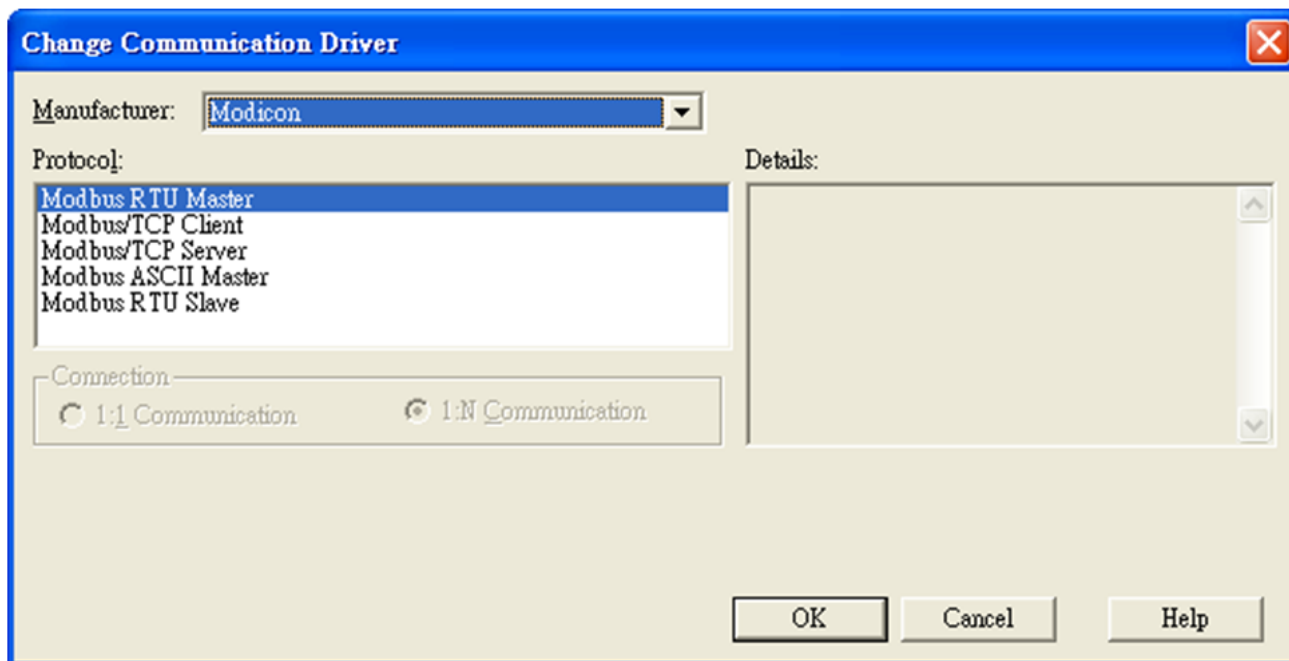 Change Communication Driver
Manufacturer: Modicon
Protocol:
Details:
Modbus RTU Master
Modbus/TCP Client
Modbus/TCP Server
Modbus ASCII Master
Modbus RTU Slave
Connection
1:1 Communication 1:N Communication
OK Cancel Help